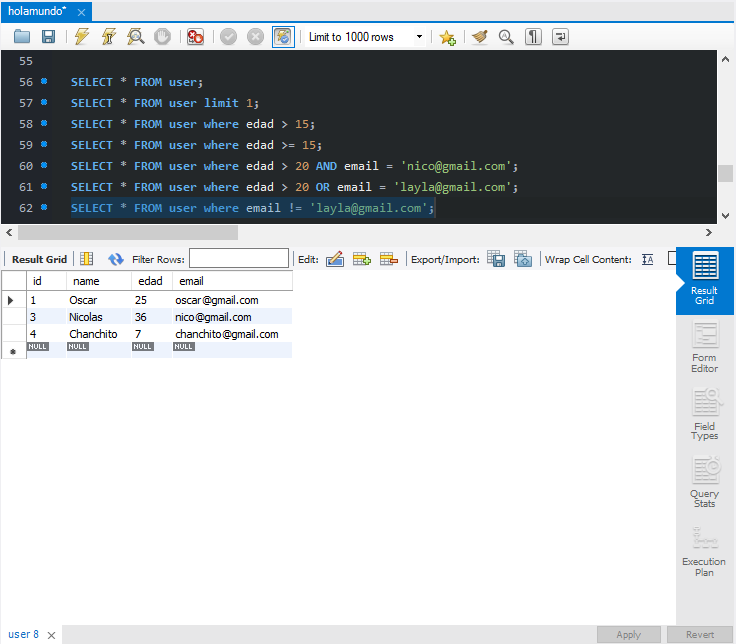 holamundo*
Limit to 1000 rows
55
56 SELECT * FROM user;
57 SELECT * FROM user limit 1;
58 SELECT * FROM user where edad > 15;
59 SELECT * FROM user where edad >= 15;
60 SELECT * FROM user where edad > 20 AND email = 'nico@gmail.com';
61 SELECT * FROM user where edad > 20 OR email = 'layla@gmail.com';
62 SELECT * FROM user where email != 'layla@gmail.com';
Result Grid Filter Rows: Edit: Export/Import: Wrap Cell Content: IA
id name edad email
1 Oscar 25 oscar@gmail.com
3 Nicolas 36 nico@gmail.com
4 Chanchito 7 chanchito@gmail.com
NULL NULL NULL NULL
Result
Grid
Form
Editor
Field
Types
Query
Stats
Execution
Plan
user 8
Apply Revert